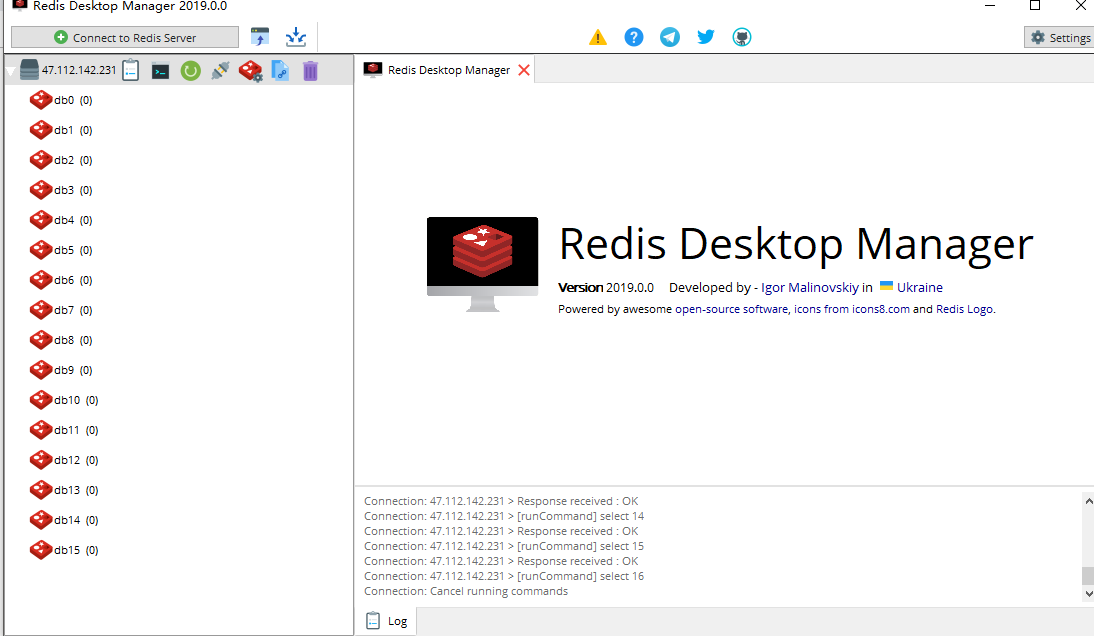 Redis Desktop Manager 2019.0.0
Connect to Redis Server
Settings
47.112.142.231
db0 (0)
db1 (0)
db2 (0)
db3 (0)
db4 (0)
db5 (0)
db6 (0)
db7 (0)
db8 (0)
db9 (0)
db10 (0)
db11 (0)
db12 (0)
db13 (0)
db14 (0)
db15 (0)
Redis Desktop Manager
Redis Desktop Manager
Version 2019.0.0 Developed by - Igor Malinovskiy in Ukraine
Powered by awesome open-source software, icons from icons8.com and Redis Logo.
Connection: 47.112.142.231 > Response received : OK
Connection: 47.112.142.231 > [runCommand] select 14
Connection: 47.112.142.231 > Response received : OK
Connection: 47.112.142.231 > [runCommand] select 15
Connection: 47.112.142.231 > Response received : OK
Connection: 47.112.142.231 > [runCommand] select 16
Connection: Cancel running commands
Log